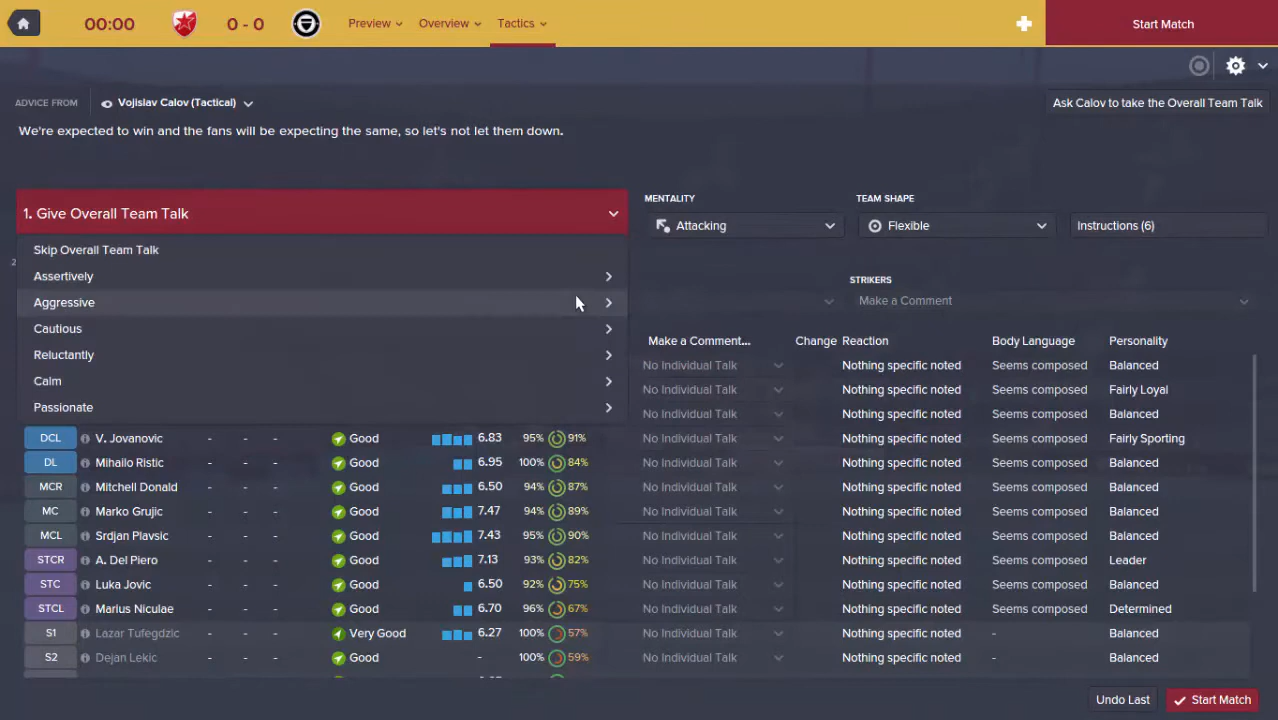 00:00 0 - 0 Preview Overview Tactics Start Match
ADVICE FROM Vojislav Calov (Tactical) Ask Calov to take the Overall Team Talk
We're expected to win and the fans will be expecting the same, so let's not let them down.
1. Give Overall Team Talk
MENTALITY TEAM SHAPE
Attacking Flexible Instructions (6)
Skip Overall Team Talk
Assertively
Aggressive
Cautious
Reluctantly
Calm
Passionate
2
STRIKERS
Make a Comment
Make a Comment... Change Reaction Body Language Personality
No Individual Talk Nothing specific noted Seems composed Balanced
No Individual Talk Nothing specific noted Seems composed Fairly Loyal
No Individual Talk Nothing specific noted Seems composed Balanced
DCL V. Jovanovic - - - Good 6.83 95% 91% No Individual Talk Nothing specific noted Seems composed Fairly Sporting
DL Mihailo Ristic - - - Good 6.95 100% 84% No Individual Talk Nothing specific noted Seems composed Balanced
MCR Mitchell Donald - - - Good 6.50 94% 87% No Individual Talk Nothing specific noted Seems composed Balanced
MC Marko Grujic - - - Good 7.47 94% 89% No Individual Talk Nothing specific noted Seems composed Balanced
MCL Srdjan Plavsic - - - Good 7.43 95% 90% No Individual Talk Nothing specific noted Seems composed Balanced
STCR A. Del Piero - - - Good 7.13 93% 82% No Individual Talk Nothing specific noted Seems composed Leader
STC Luka Jovic - - - Good 6.50 92% 75% No Individual Talk Nothing specific noted Seems composed Balanced
STCL Marius Niculae - - - Good 6.70 96% 67% No Individual Talk Nothing specific noted Seems composed Determined
S1 Lazar Tufegdzic - - - Very Good 6.27 100% 57% No Individual Talk Nothing specific noted - Balanced
S2 Dejan Lekic - - - Good - 100% 59% No Individual Talk Nothing specific noted - Balanced
Undo Last Start Match